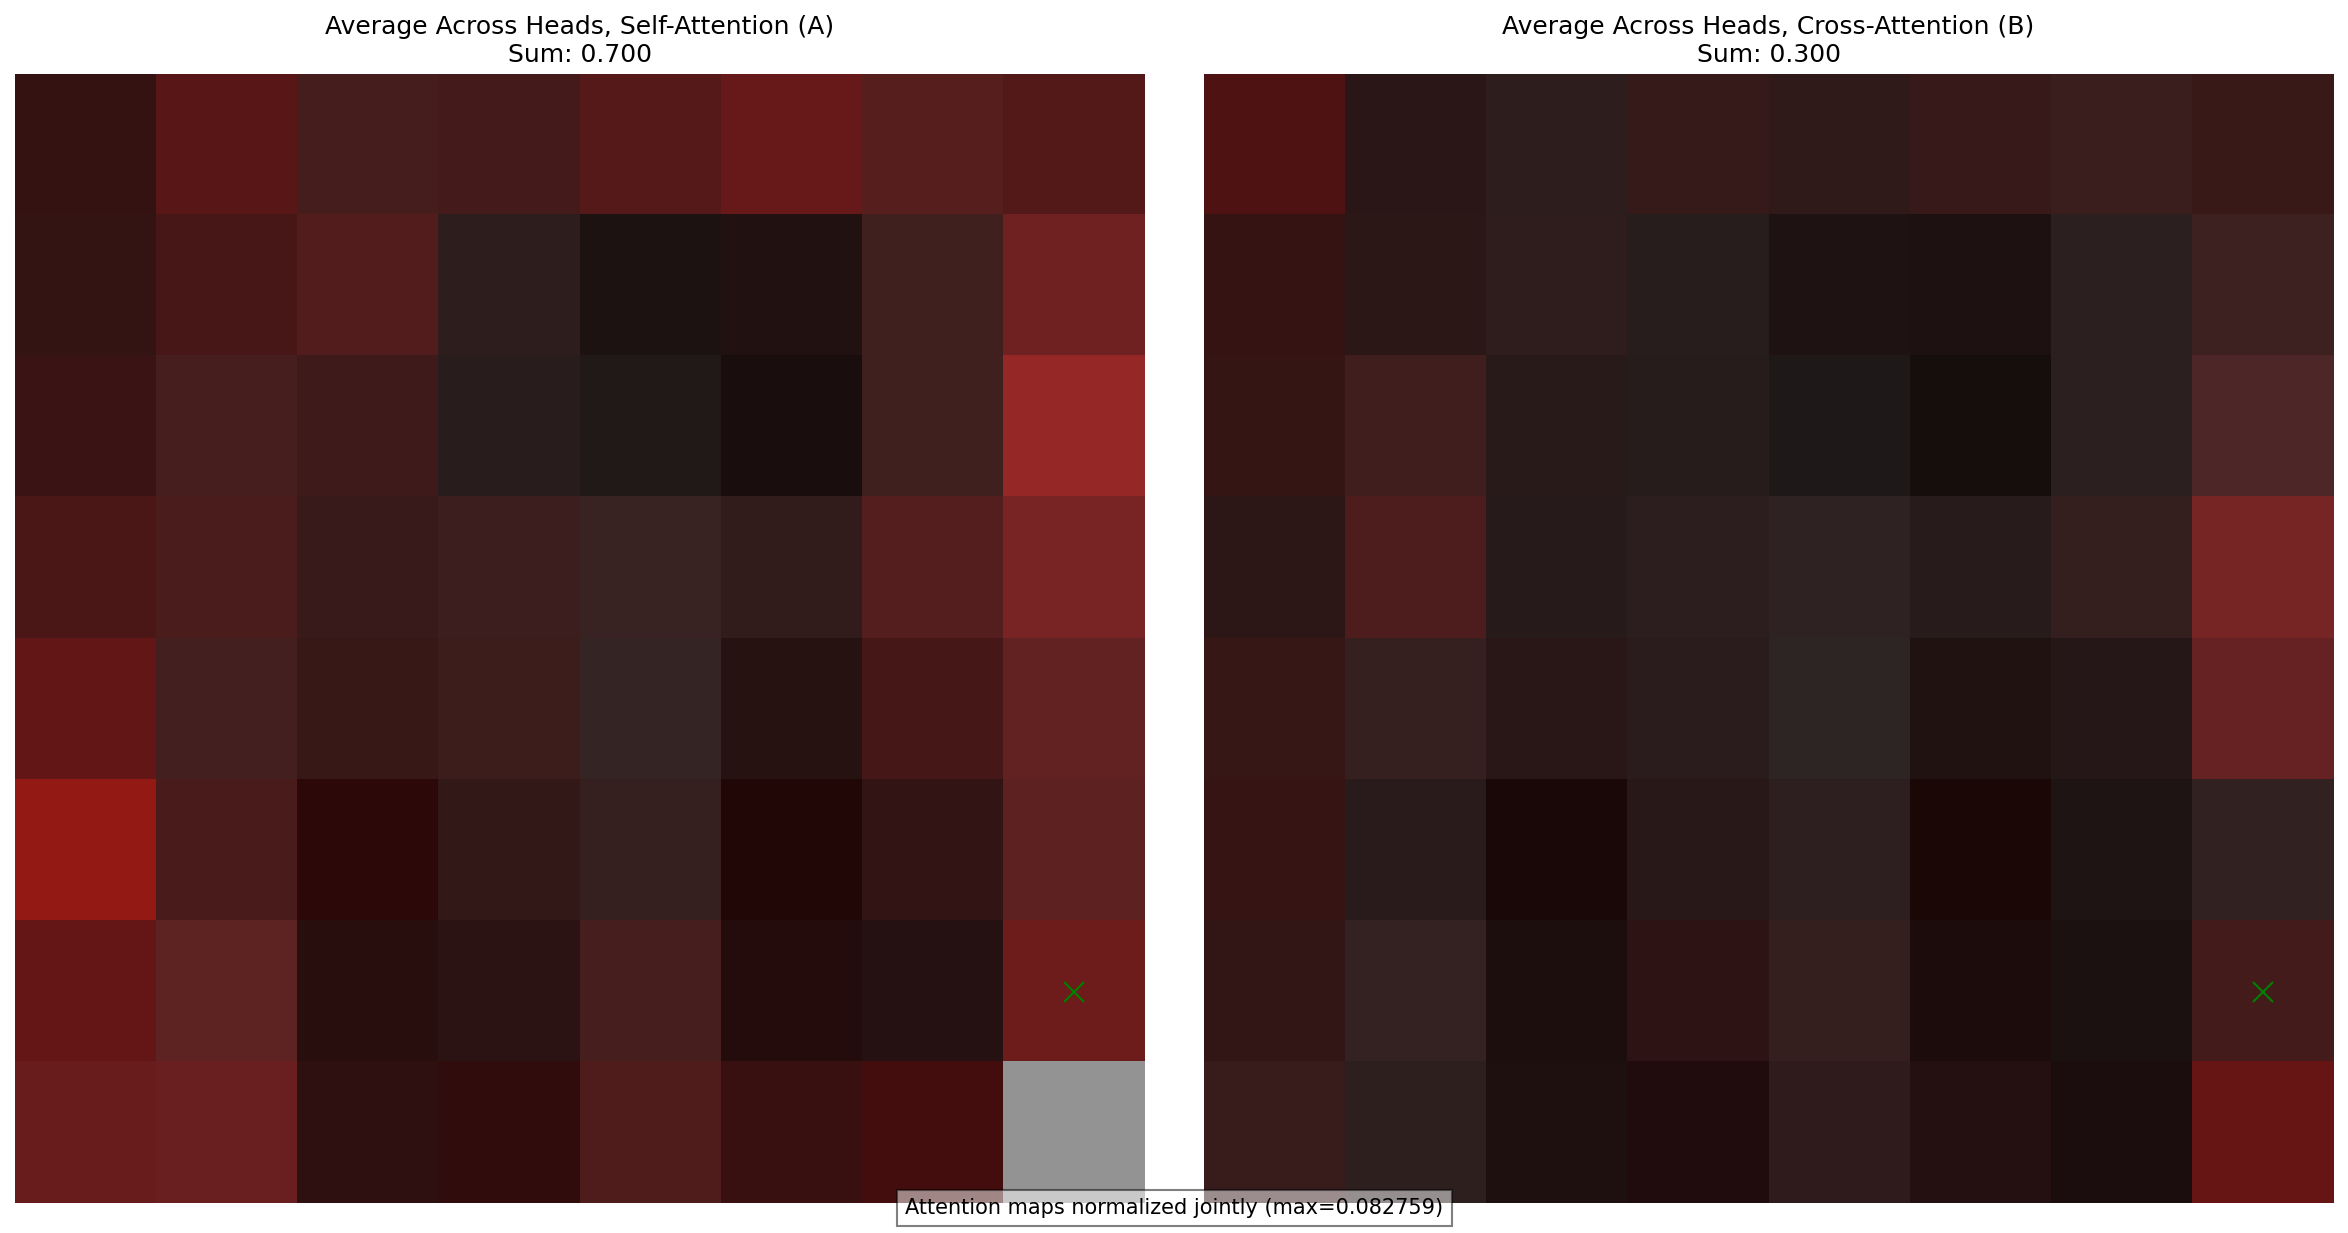 Average Across Heads, Self-Attention (A)
Sum: 0.700
Average Across Heads, Cross-Attention (B)
Sum: 0.300
Attention maps normalized jointly (max=0.082759)